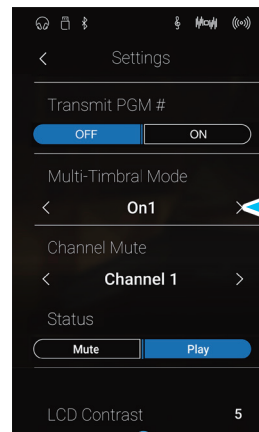 Settings
Transmit PGM #
OFF ON
Multi-Timbral Mode
On1
Channel Mute
Channel 1
Status
Mute Play
LCD Contrast 5